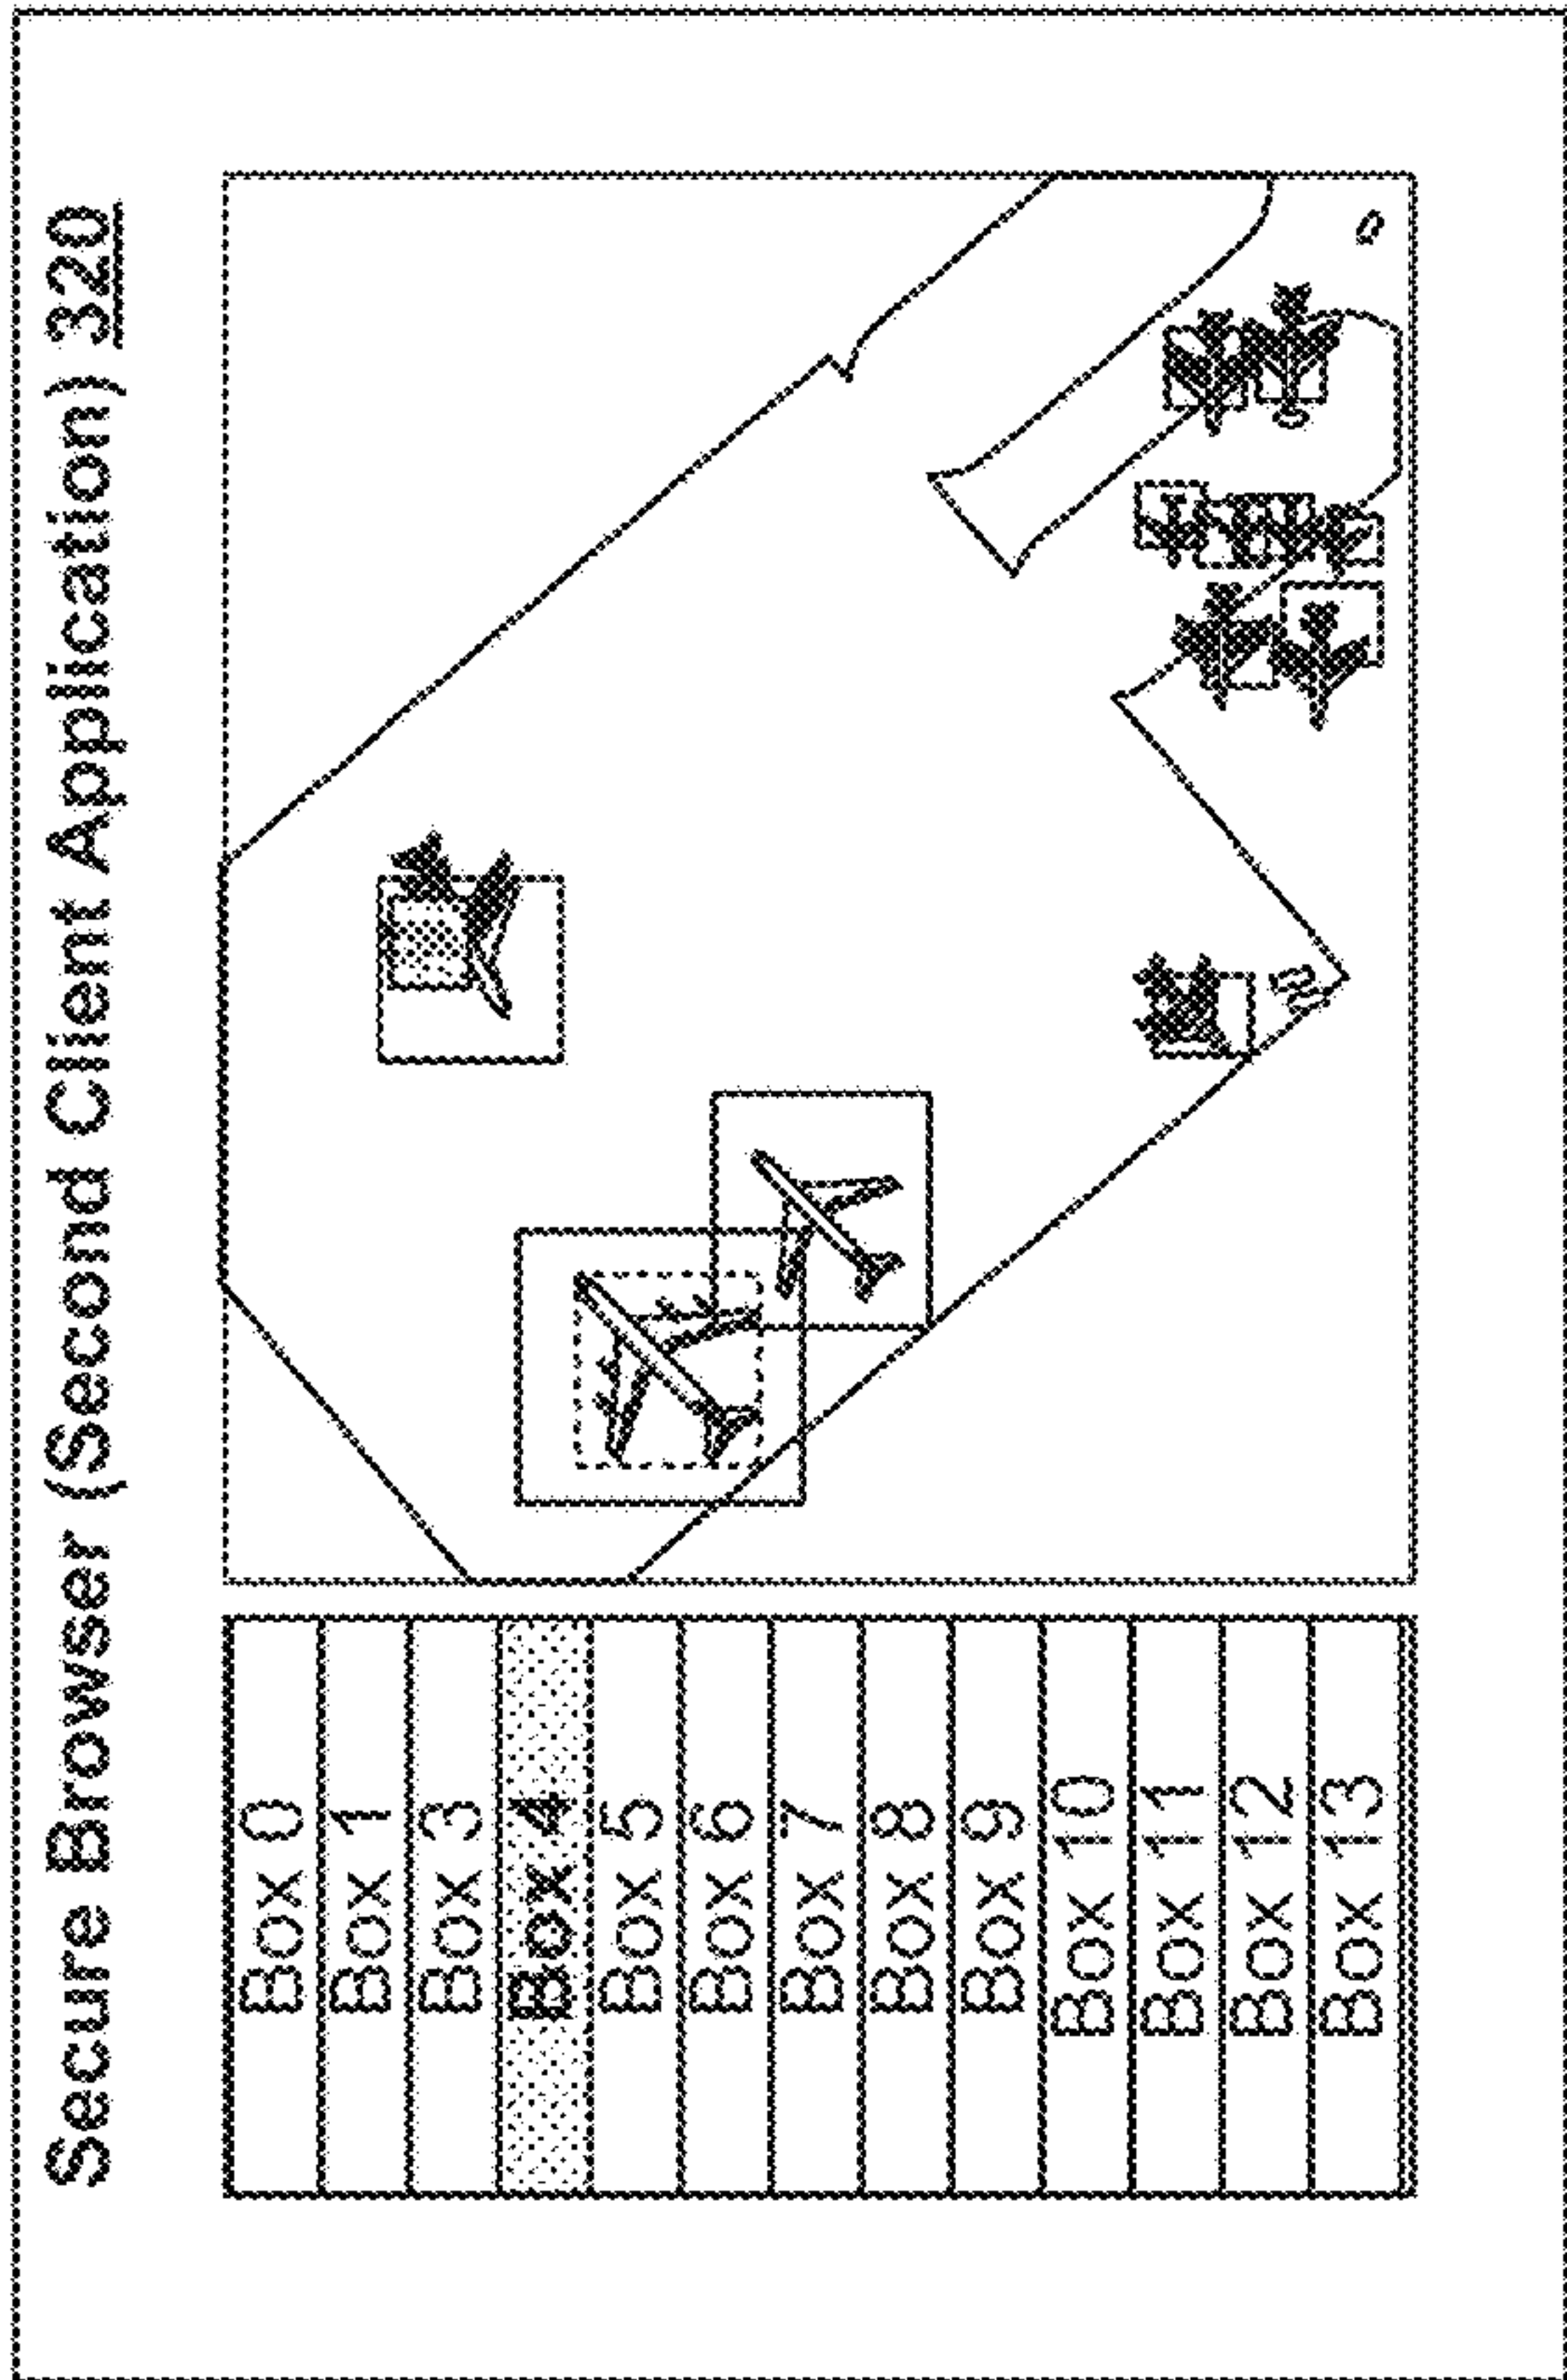 Secure Browser (Second Client Application) 320
Box 0
Box 1
Box 3
Box 4
Box 5
Box 6
Box 7
Box 8
Box 9
Box 10
Box 11
Box 12
Box 13